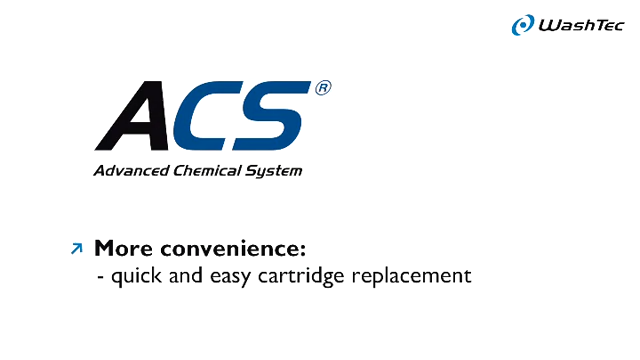 WashTec
ACS®
Advanced Chemical System
More convenience:
- quick and easy cartridge replacement